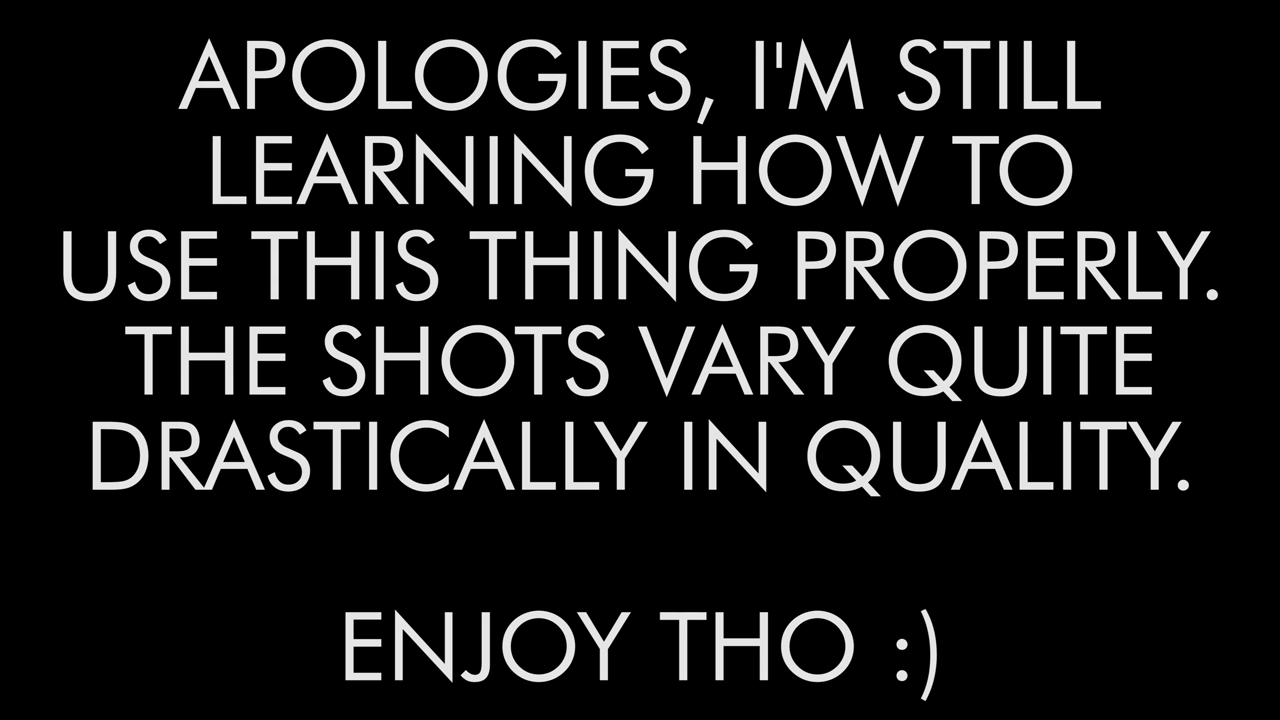 APOLOGIES, I'M STILL
LEARNING HOW TO
USE THIS THING PROPERLY.
THE SHOTS VARY QUITE
DRASTICALLY IN QUALITY.
ENJOY THO :)